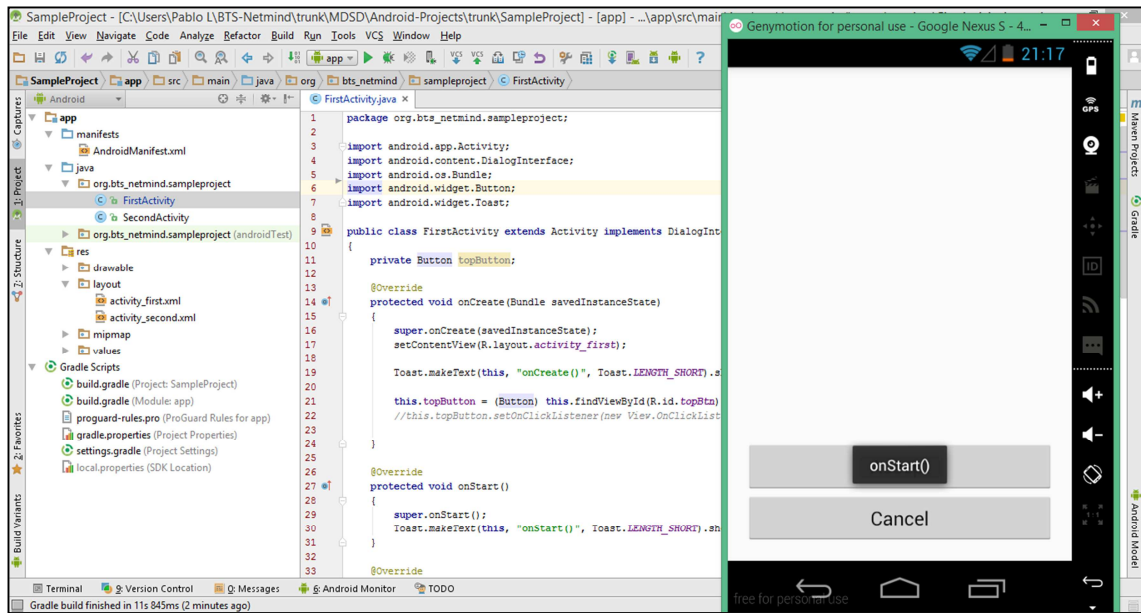 SampleProject - [C:\Users\Pablo L\BTS-Netmind\trunk\MDSD\Android-Projects\trunk\SampleProject] - [app] - ...\app\src\main
File Edit View Navigate Code Analyze Refactor Build Run Tools VCS Window Help
app
VCS VCS
?
SampleProject app src main java org bts_netmind sampleproject FirstActivity
Android
FirstActivity.java
Captures
1: Project
7: Structure
2: Favorites
Build Variants
app
manifests
AndroidManifest.xml
java
org.bts_netmind.sampleproject
FirstActivity
SecondActivity
org.bts_netmind.sampleproject (androidTest)
res
drawable
layout
activity_first.xml
activity_second.xml
mipmap
values
Gradle Scripts
build.gradle (Project: SampleProject)
build.gradle (Module: app)
proguard-rules.pro (ProGuard Rules for app)
gradle.properties (Project Properties)
settings.gradle (Project Settings)
local.properties (SDK Location)
1 package org.bts_netmind.sampleproject;
2
3 import android.app.Activity;
4 import android.content.DialogInterface;
5 import android.os.Bundle;
6 import android.widget.Button;
7 import android.widget.Toast;
8
9 public class FirstActivity extends Activity implements DialogInt
10 {
11 private Button topButton;
12
13 @Override
14 protected void onCreate(Bundle savedInstanceState)
15 {
16 super.onCreate(savedInstanceState);
17 setContentView(R.layout.activity_first);
18
19 Toast.makeText(this, "onCreate()", Toast.LENGTH_SHORT).s
20
21 this.topButton = (Button) this.findViewById(R.id.topBtn)
22 //this.topButton.setOnClickListener(new View.OnClickList
23
24 }
25
26 @Override
27 protected void onStart()
28 {
29 super.onStart();
30 Toast.makeText(this, "onStart()", Toast.LENGTH_SHORT).sh
31 }
32
33 @Override
Terminal 9: Version Control 0: Messages 6: Android Monitor TODO
Gradle build finished in 11s 845ms (2 minutes ago)
Genymotion for personal use - Google Nexus S - 4...
21:17
GPS
ID
1:1
onStart()
Cancel
free for personal use
Maven Projects
Gradle
Android Model